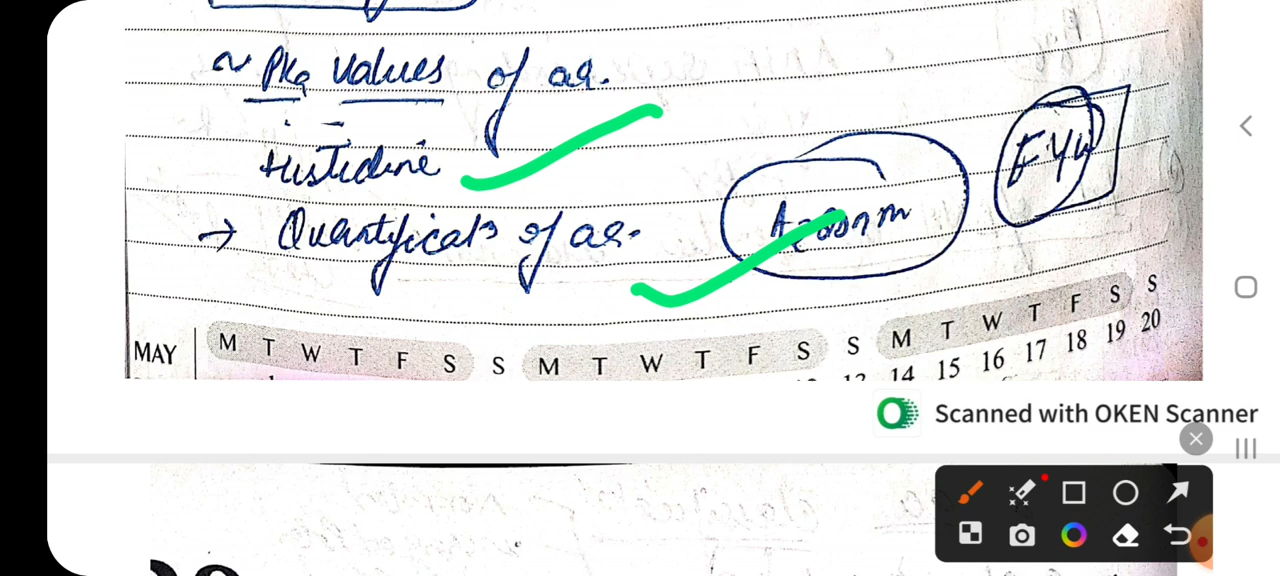 ~ Pka values of aa.
Histidine
→ Quantificatn of aa.
A280nm
FYW
MAY
M T W T F S S M T W T F S S M T W T F S S
14 15 16 17 18 19 20
Scanned with OKEN Scanner